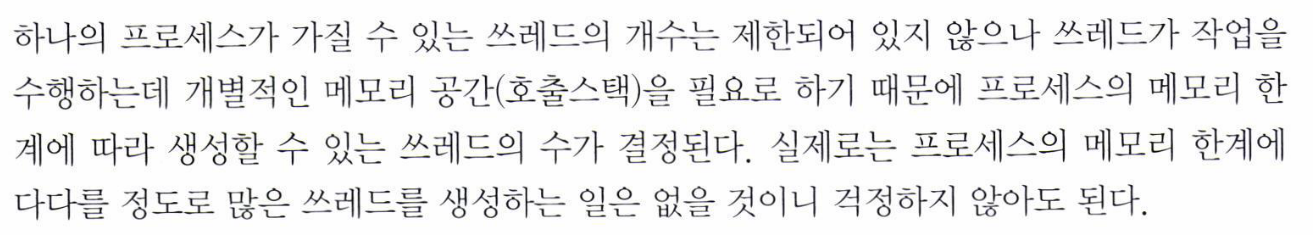 하나의 프로세스가 가질 수 있는 쓰레드의 개수는 제한되어 있지 않으나 쓰레드가 작업을
수행하는데 개별적인 메모리 공간(호출스택)을 필요로 하기 때문에 프로세스의 메모리 한
계에 따라 생성할 수 있는 쓰레드의 수가 결정된다. 실제로는 프로세스의 메모리 한계에
다다를 정도로 많은 쓰레드를 생성하는 일은 없을 것이니 걱정하지 않아도 된다.